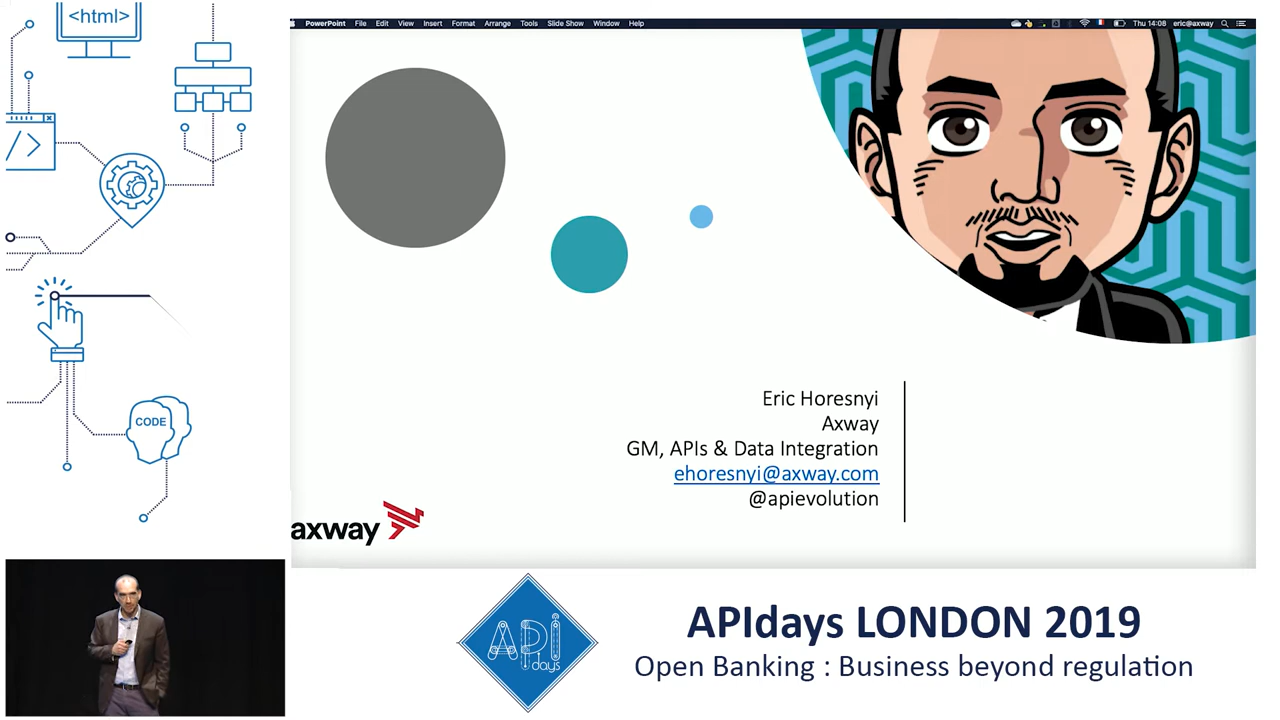 <html>
PowerPoint File Edit View Insert Format Arrange Tools Slide Show Window Help
Thu 14:08 eric@axway
</>
CODE
Eric Horesnyi
Axway
GM, APIs & Data Integration
ehoresnyi@axway.com
@apievolution
axway
API
days
APIdays LONDON 2019
Open Banking : Business beyond regulation